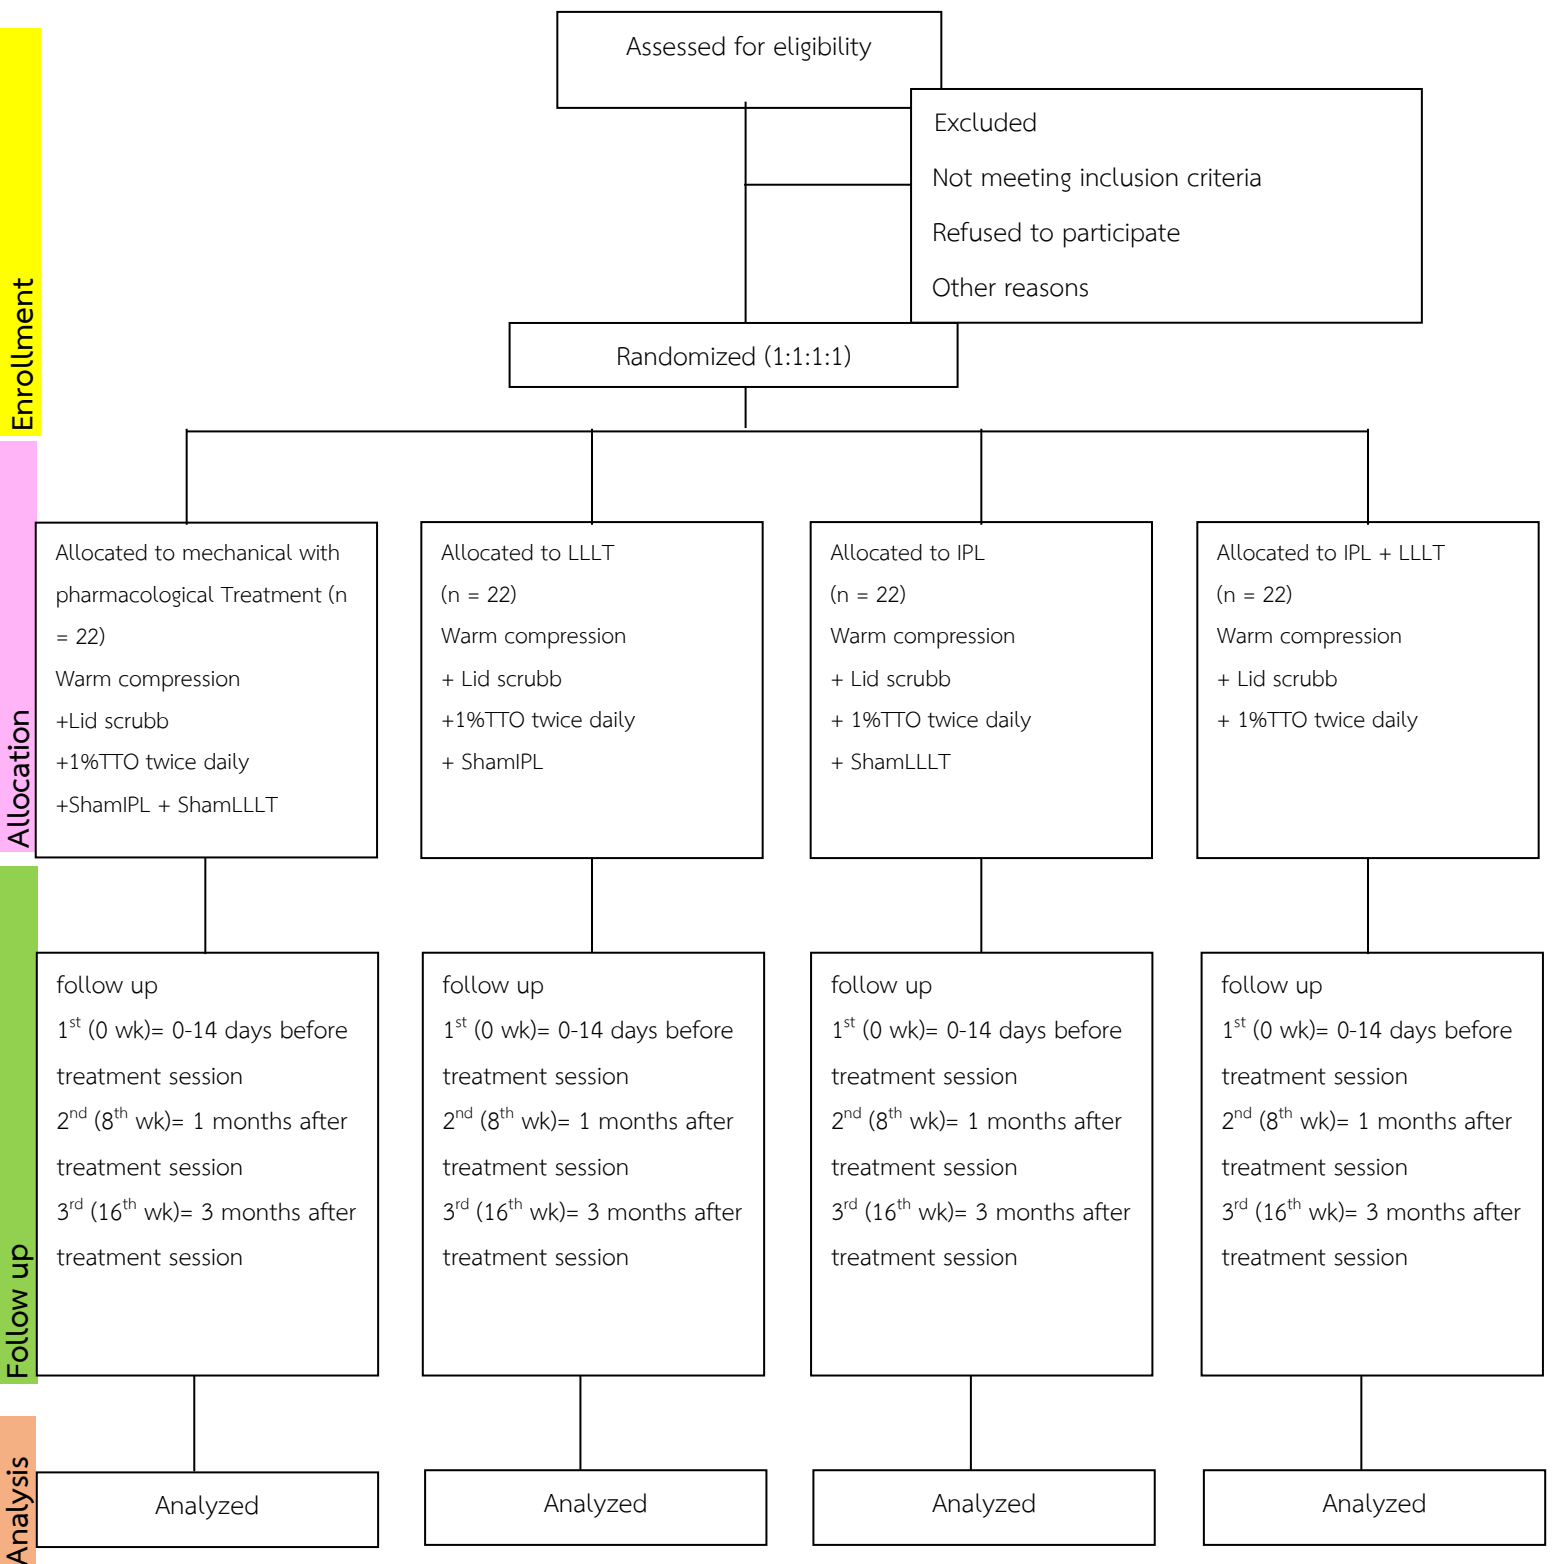 Assessed for eligibility
Excluded
Not meeting inclusion criteria
Refused to participate
Other reasons
Enrollment
Randomized (1:1:1:1)
Allocation
Allocated to mechanical with
pharmacological Treatment (n
= 22)
Warm compression
+Lid scrubb
+1%TTO twice daily
+ShamIPL + ShamLLLT
Allocated to LLLT
(n = 22)
Warm compression
+ Lid scrubb
+1%TTO twice daily
+ ShamIPL
Allocated to IPL
(n = 22)
Warm compression
+ Lid scrubb
+ 1%TTO twice daily
+ ShamLLLT
Allocated to IPL + LLLT
(n = 22)
Warm compression
+ Lid scrubb
+ 1%TTO twice daily
Follow up
follow up
1st (0 wk)= 0-14 days before
treatment session
2nd (8th wk)= 1 months after
treatment session
3rd (16th wk)= 3 months after
treatment session
follow up
1st (0 wk)= 0-14 days before
treatment session
2nd (8th wk)= 1 months after
treatment session
3rd (16th wk)= 3 months after
treatment session
follow up
1st (0 wk)= 0-14 days before
treatment session
2nd (8th wk)= 1 months after
treatment session
3rd (16th wk)= 3 months after
treatment session
follow up
1st (0 wk)= 0-14 days before
treatment session
2nd (8th wk)= 1 months after
treatment session
3rd (16th wk)= 3 months after
treatment session
Analysis
Analyzed
Analyzed
Analyzed
Analyzed